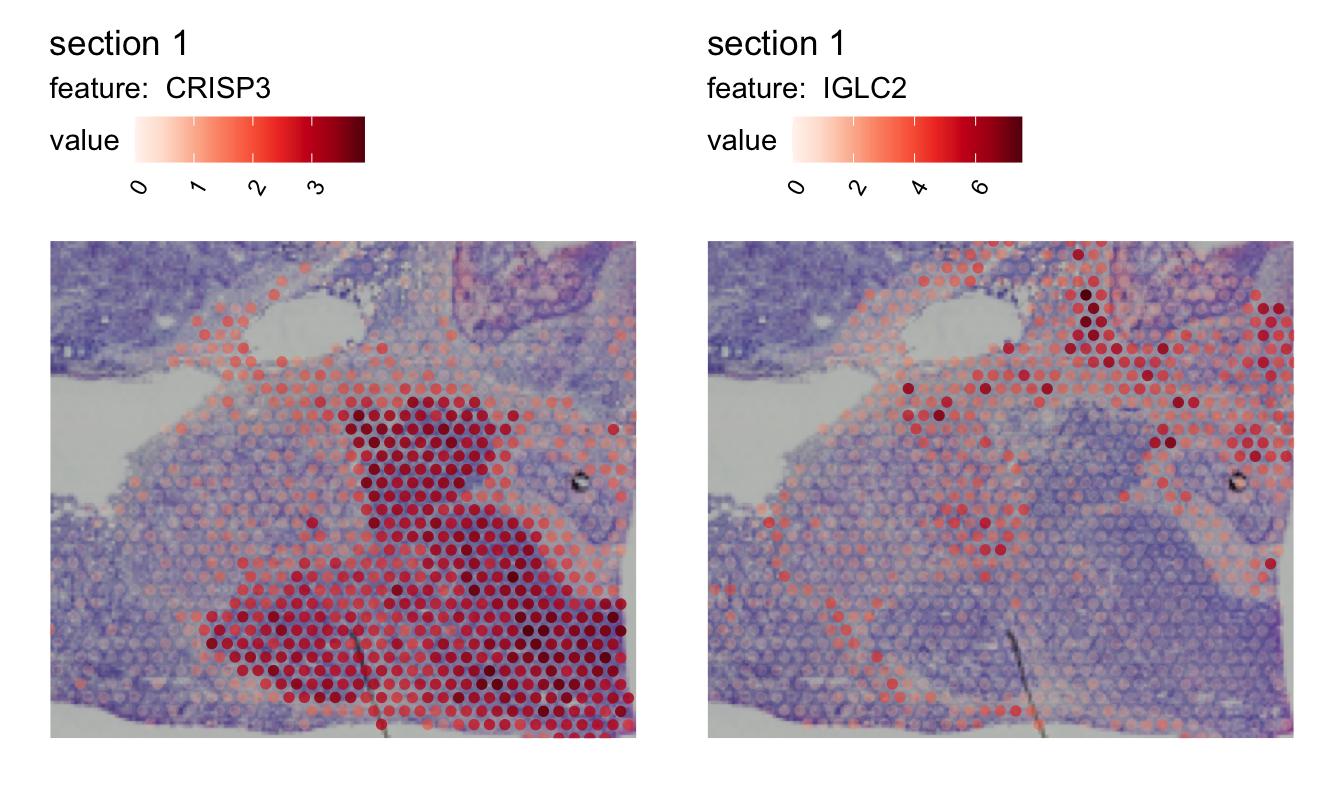 section 1
feature: CRISP3
value
0 1 2 3
section 1
feature: IGLC2
value
0 2 4 6